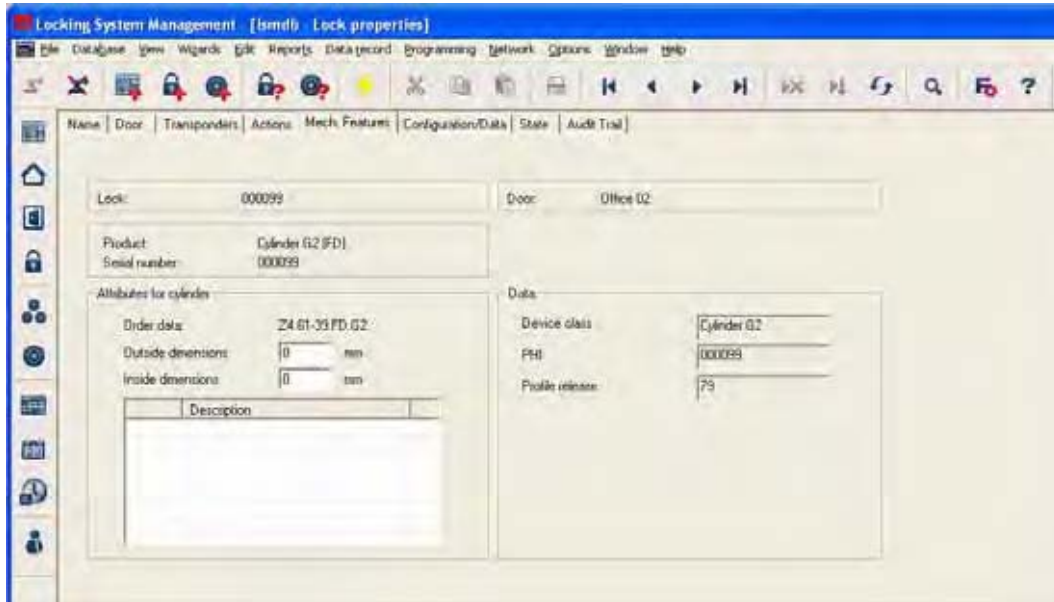 Locking System Management - [lsmdb - Lock properties]
File Database View Wizards Edit Reports Data record Programming Network Options Window Help
Name Door Transponders Actions Mech. Features Configuration/Data State Audit Trail
Lock: 000099 Door: Office 02
Product: Cylinder G2 (FD)
Serial number: 000099
Attributes for cylinder
Order data: Z4.61-39.FD.G2
Outside dimensions 0 mm
Inside dimensions 0 mm
Description
Data
Device class Cylinder G2
PHI 000099
Profile release 79